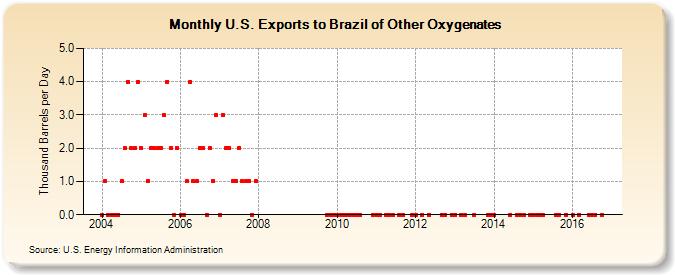 Monthly U.S. Exports to Brazil of Other Oxygenates
Thousand Barrels per Day
5.0
4.0
3.0
2.0
1.0
0.0
2004 2006 2008 2010 2012 2014 2016
Source: U.S. Energy Information Administration